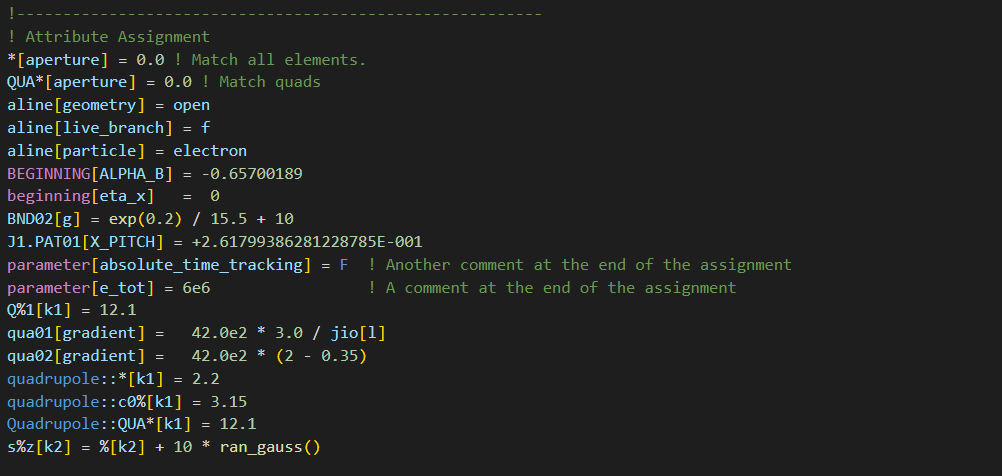 !---------------------------------------------------------
! Attribute Assignment
*[aperture] = 0.0 ! Match all elements.
QUA*[aperture] = 0.0 ! Match quads
aline[geometry] = open
aline[live_branch] = f
aline[particle] = electron
BEGINNING[ALPHA_B] = -0.65700189
beginning[eta_x]   =  0
BND02[g] = exp(0.2) / 15.5 + 10
J1.PAT01[X_PITCH] = +2.61799386281228785E-001
parameter[absolute_time_tracking] = F  ! Another comment at the end of the assignment
parameter[e_tot] = 6e6                 ! A comment at the end of the assignment
Q%1[k1] = 12.1
qua01[gradient] =   42.0e2 * 3.0 / jio[l]
qua02[gradient] =   42.0e2 * (2 - 0.35)
quadrupole::*[k1] = 2.2
quadrupole::c0%[k1] = 3.15
Quadrupole::QUA*[k1] = 12.1
s%z[k2] = %[k2] + 10 * ran_gauss()